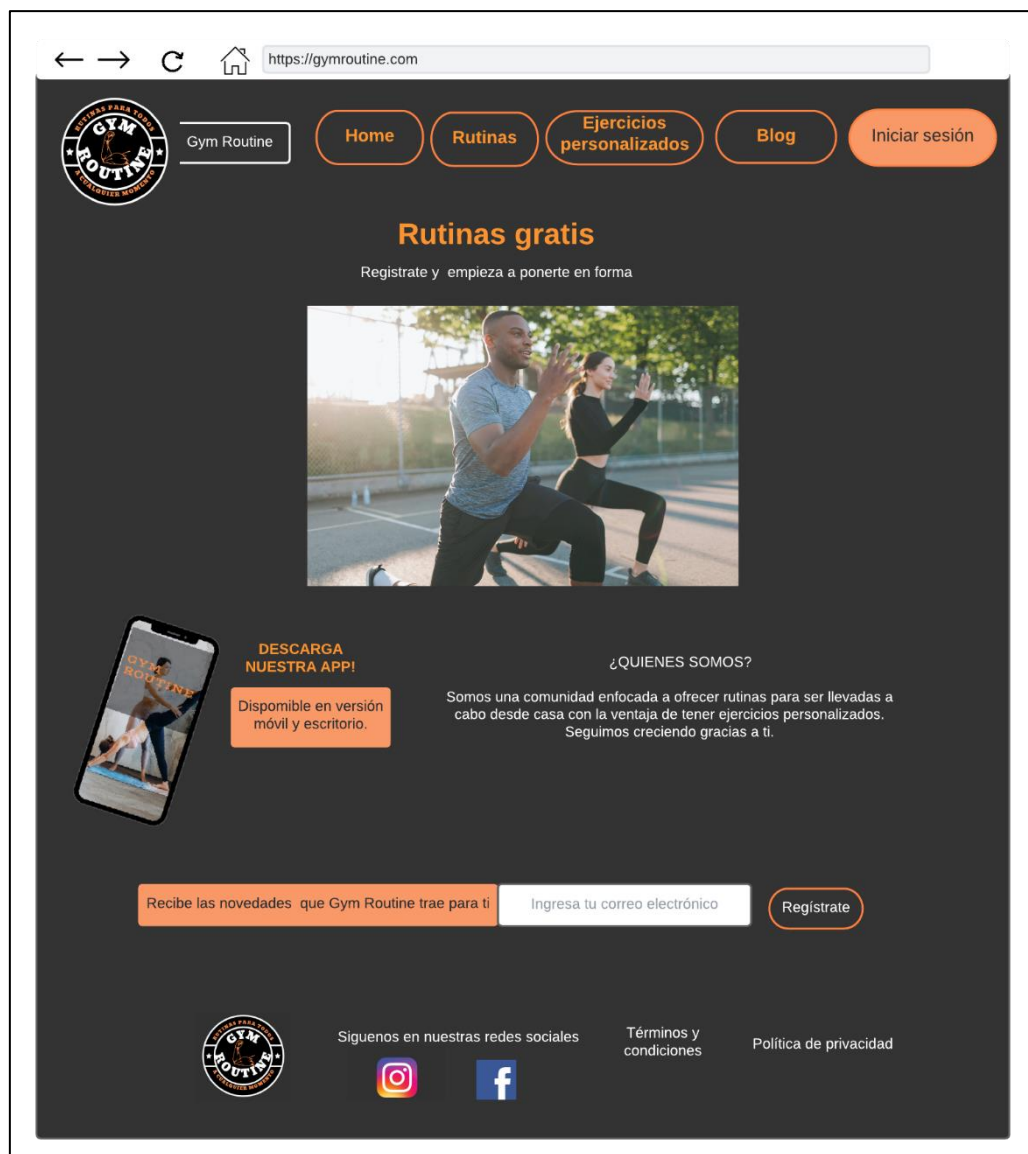 https://gymroutine.com
RUTINAS PARA TODOS
GYM
ROUTINE
A CUALQUIER MOMENTO
Gym Routine
Home
Rutinas
Ejercicios
personalizados
Blog
Iniciar sesión
Rutinas gratis
Registrate y  empieza a ponerte en forma
GYM
ROUTINE
DESCARGA
NUESTRA APP!
Dispomible en versión
móvil y escritorio.
¿QUIENES SOMOS?
Somos una comunidad enfocada a ofrecer rutinas para ser llevadas a
cabo desde casa con la ventaja de tener ejercicios personalizados.
Seguimos creciendo gracias a ti.
Recibe las novedades  que Gym Routine trae para ti
Ingresa tu correo electrónico
Regístrate
RUTINAS PARA TODOS
GYM
ROUTINE
A CUALQUIER MOMENTO
Siguenos en nuestras redes sociales
Términos y
condiciones
Política de privacidad